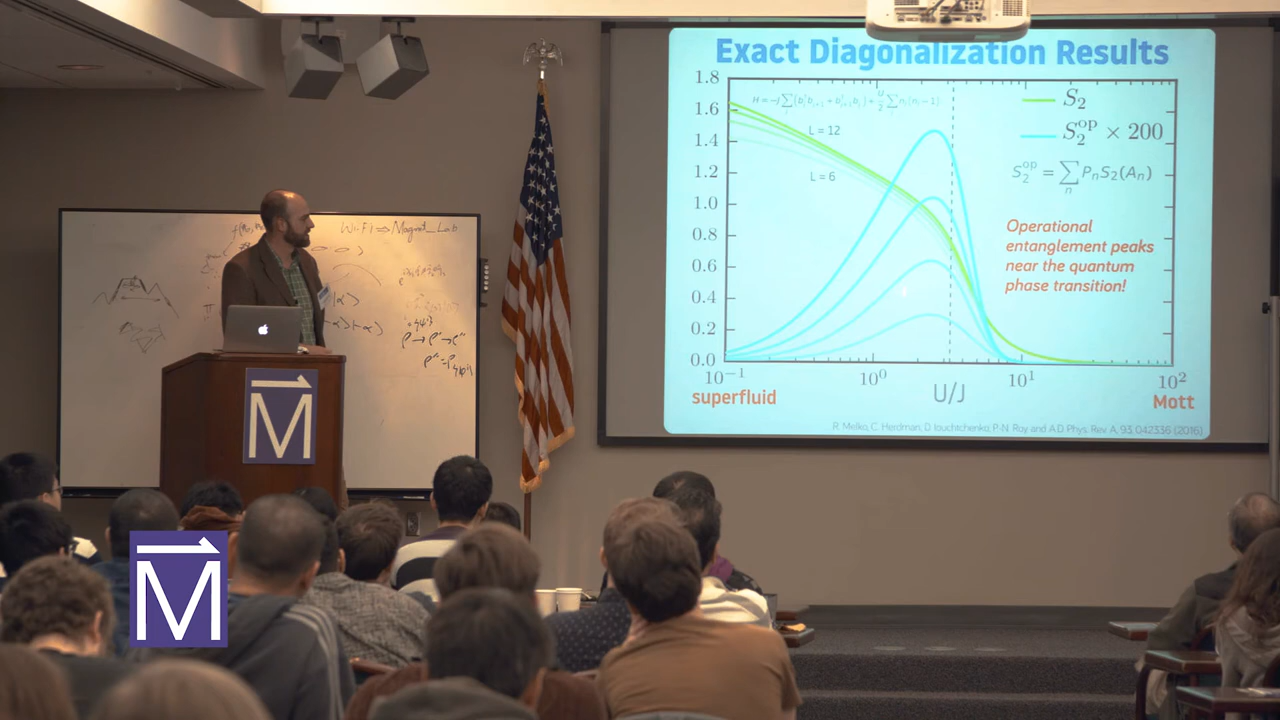 Exact Diagonalization Results
1.8
1.6
1.4
1.2
1.0
0.8
0.6
0.4
0.2
0.0
10⁻¹
10⁰
10¹
10²
superfluid
U/J
Mott
L = 12
L = 6
S₂
S₂ᵒᵖ × 200
S₂ᵒᵖ = ∑ₙ PₙS₂(Aₙ)
Operational
entanglement peaks
near the quantum
phase transition!
R. Melko, C. Herdman, D. Iouchtchenko, P.-N. Roy and A.D. Phys. Rev. A, 93, 042336 (2016)
Wi-Fi ⇒ Magnet_Lab
M
M